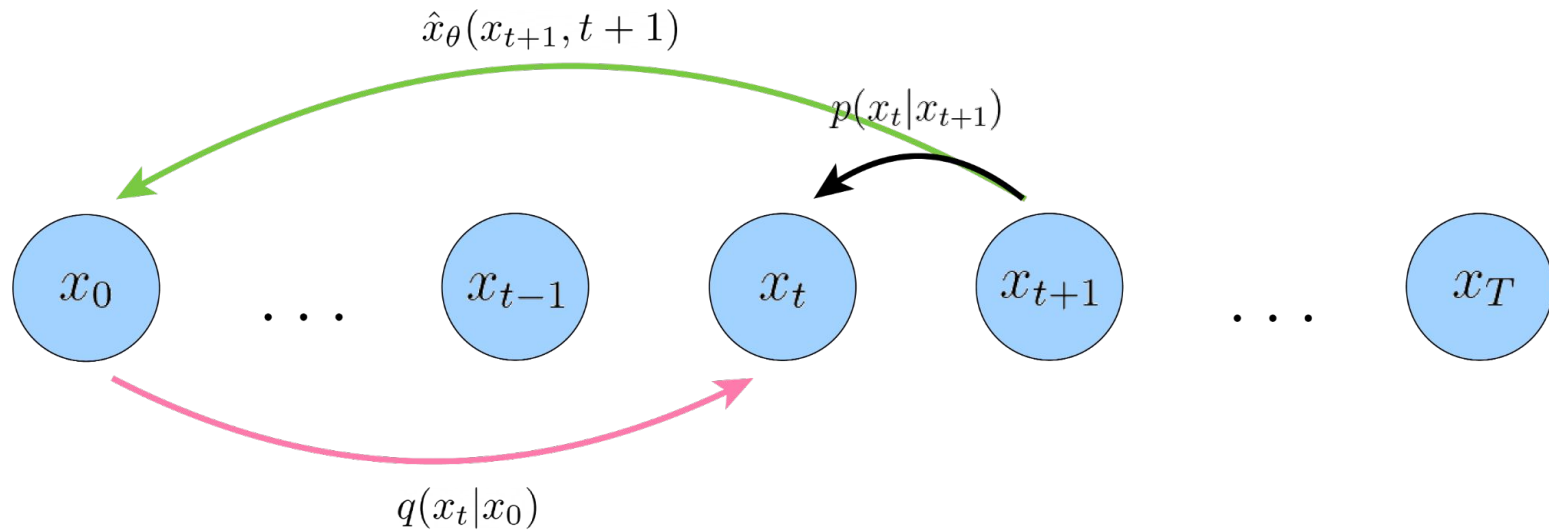 x̂_θ(x_{t+1}, t + 1)
p(x_t|x_{t+1})
x_0 . . . x_{t−1} x_t x_{t+1} . . . x_T
q(x_t|x_0)